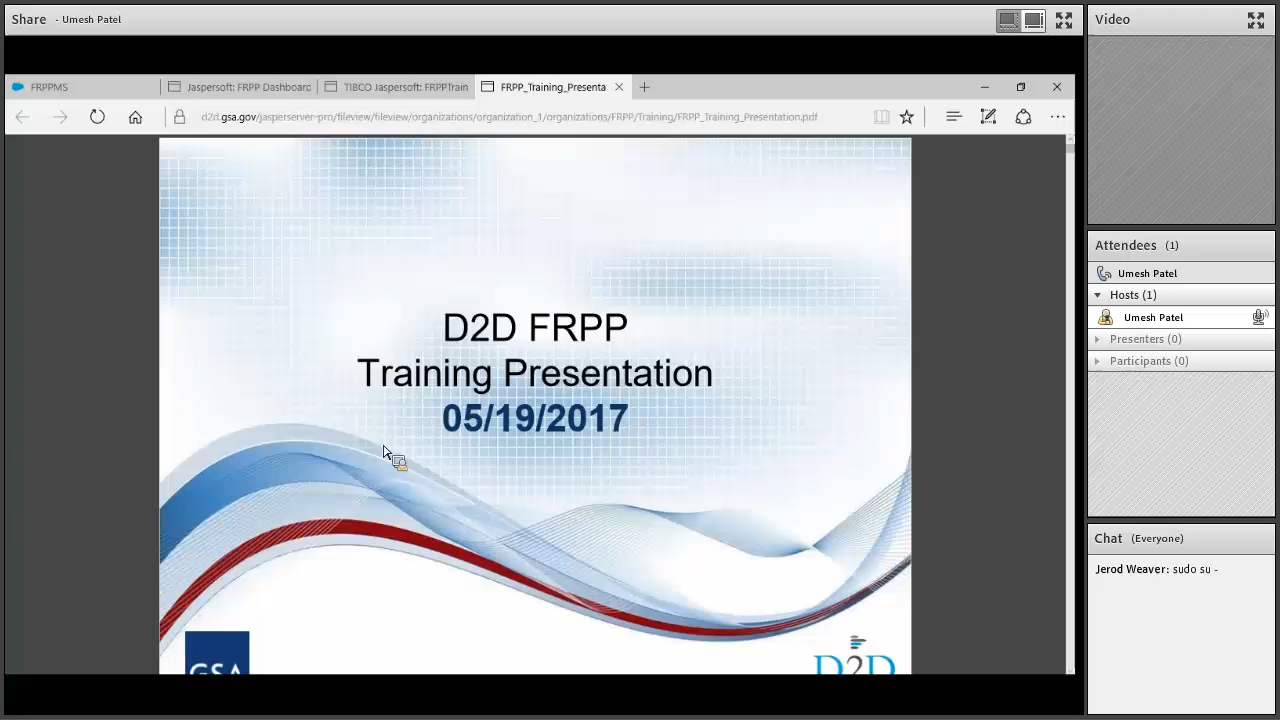 Share - Umesh Patel
FRPPMS
Jaspersoft: FRPP Dashboard
TIBCO Jaspersoft: FRPPTrain
FRPP_Training_Presenta
d2d.gsa.gov/jasperserver-pro/fileview/fileview/organizations/organization_1/organizations/FRPP/Training/FRPP_Training_Presentation.pdf
D2D FRPP
Training Presentation
05/19/2017
GSA
D2D
Video
Attendees (1)
Umesh Patel
Hosts (1)
Umesh Patel
Presenters (0)
Participants (0)
Chat (Everyone)
Jerod Weaver: sudo su -